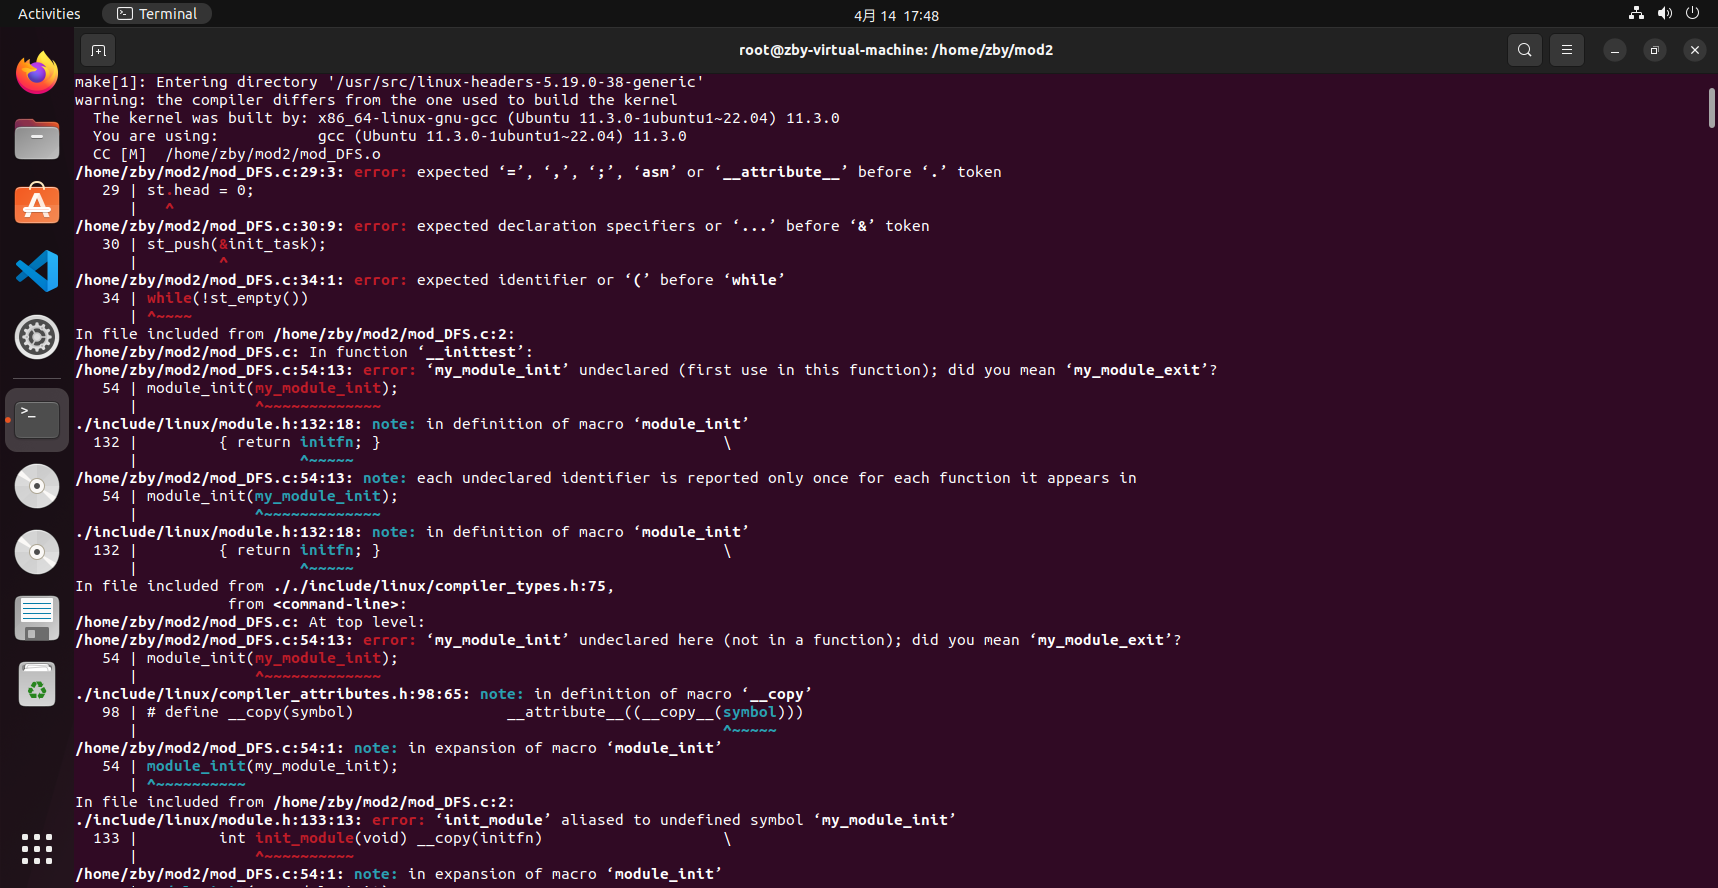 Activities
Terminal
4月 14 17:48
root@zby-virtual-machine: /home/zby/mod2
make[1]: Entering directory '/usr/src/linux-headers-5.19.0-38-generic'
warning: the compiler differs from the one used to build the kernel
  The kernel was built by: x86_64-linux-gnu-gcc (Ubuntu 11.3.0-1ubuntu1~22.04) 11.3.0
  You are using:           gcc (Ubuntu 11.3.0-1ubuntu1~22.04) 11.3.0
  CC [M]  /home/zby/mod2/mod_DFS.o
/home/zby/mod2/mod_DFS.c:29:3: error: expected ‘=’, ‘,’, ‘;’, ‘asm’ or ‘__attribute__’ before ‘.’ token
   29 | st.head = 0;
      |   ^
/home/zby/mod2/mod_DFS.c:30:9: error: expected declaration specifiers or ‘...’ before ‘&’ token
   30 | st_push(&init_task);
      |         ^
/home/zby/mod2/mod_DFS.c:34:1: error: expected identifier or ‘(’ before ‘while’
   34 | while(!st_empty())
      | ^~~~~
In file included from /home/zby/mod2/mod_DFS.c:2:
/home/zby/mod2/mod_DFS.c: In function ‘__inittest’:
/home/zby/mod2/mod_DFS.c:54:13: error: ‘my_module_init’ undeclared (first use in this function); did you mean ‘my_module_exit’?
   54 | module_init(my_module_init);
      |             ^~~~~~~~~~~~~~
./include/linux/module.h:132:18: note: in definition of macro ‘module_init’
  132 |         { return initfn; }                                      \
      |                  ^~~~~~
/home/zby/mod2/mod_DFS.c:54:13: note: each undeclared identifier is reported only once for each function it appears in
   54 | module_init(my_module_init);
      |             ^~~~~~~~~~~~~~
./include/linux/module.h:132:18: note: in definition of macro ‘module_init’
  132 |         { return initfn; }                                      \
      |                  ^~~~~~
In file included from ././include/linux/compiler_types.h:75,
                 from <command-line>:
/home/zby/mod2/mod_DFS.c: At top level:
/home/zby/mod2/mod_DFS.c:54:13: error: ‘my_module_init’ undeclared here (not in a function); did you mean ‘my_module_exit’?
   54 | module_init(my_module_init);
      |             ^~~~~~~~~~~~~~
./include/linux/compiler_attributes.h:98:65: note: in definition of macro ‘__copy’
   98 | # define __copy(symbol)                 __attribute__((__copy__(symbol)))
      |                                                                 ^~~~~~
/home/zby/mod2/mod_DFS.c:54:1: note: in expansion of macro ‘module_init’
   54 | module_init(my_module_init);
      | ^~~~~~~~~~~
In file included from /home/zby/mod2/mod_DFS.c:2:
./include/linux/module.h:133:13: error: ‘init_module’ aliased to undefined symbol ‘my_module_init’
  133 |         int init_module(void) __copy(initfn)                    \
      |             ^~~~~~~~~~~
/home/zby/mod2/mod_DFS.c:54:1: note: in expansion of macro ‘module_init’